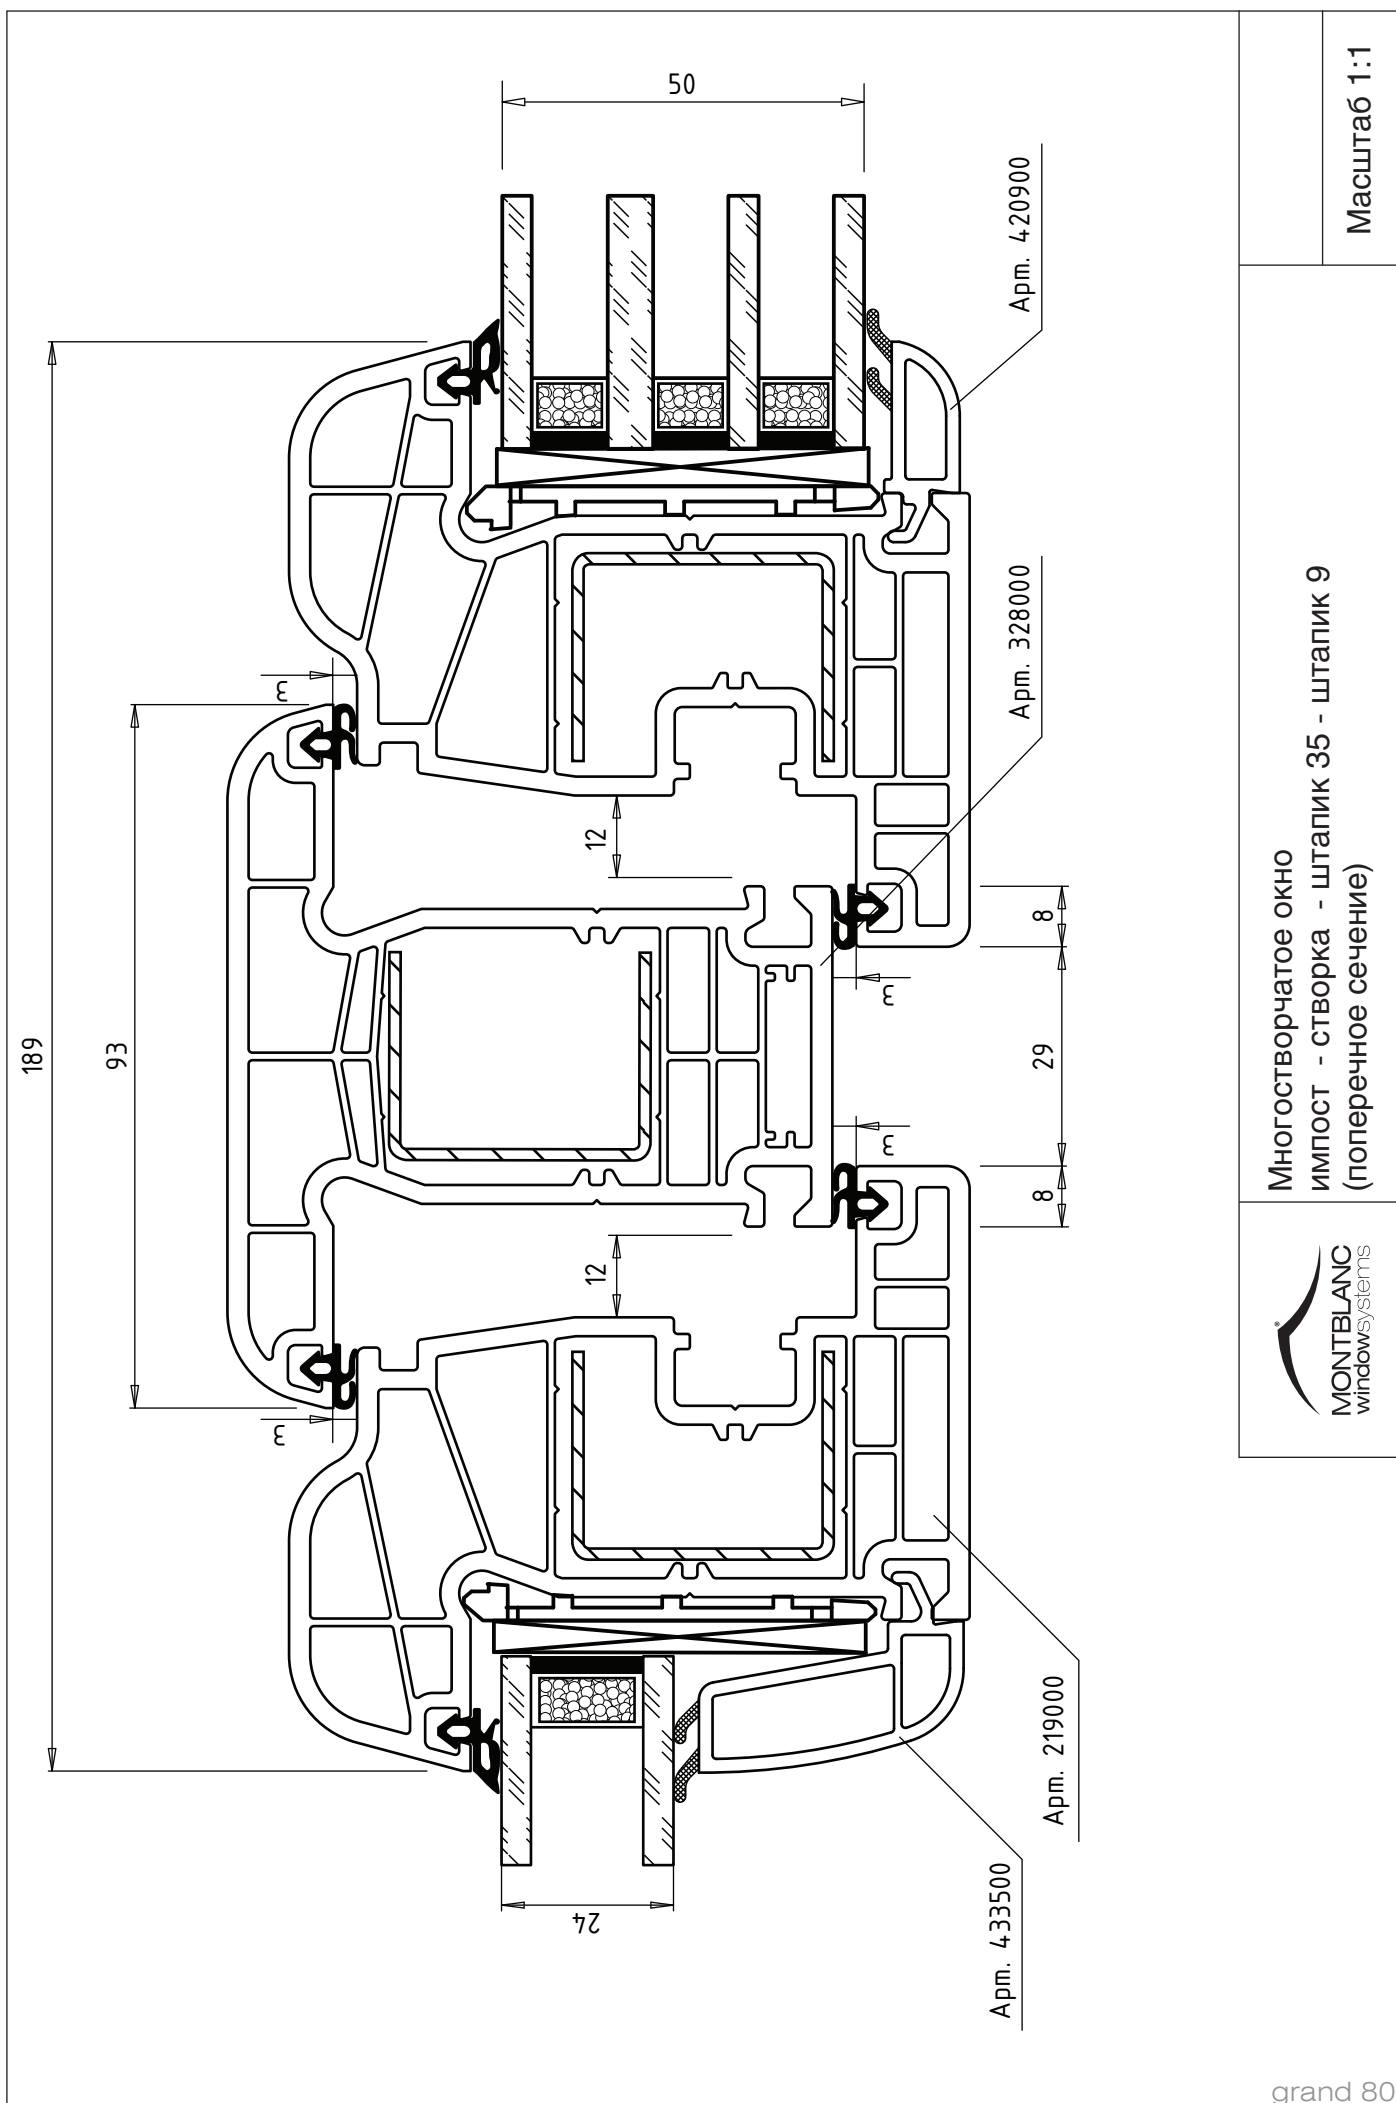 189
93
50
3
3
12
12
8
29
8
3
3
24
Арт. 420900
Арт. 328000
Арт. 219000
Арт. 433500
MONTBLANC
windowsystems
Многостворчатое окно
импост - створка - штапик 35 - штапик 9
(поперечное сечение)
Масштаб 1:1
grand 80